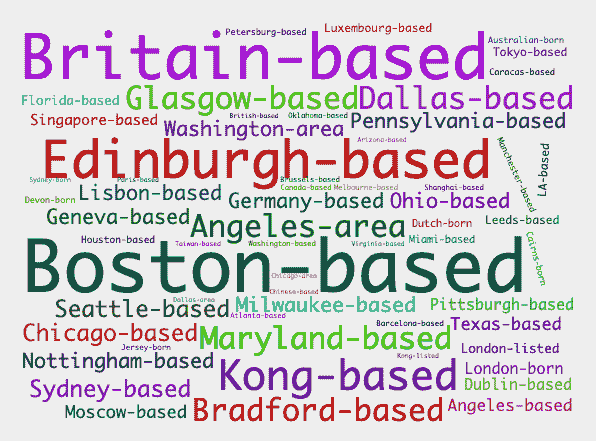 Petersburg-based Luxembourg-based
Britain-based Australian-born
Tokyo-based
Caracas-based
Florida-based Glasgow-based Dallas-based
Singapore-based British-based Oklahoma-based Pennsylvania-based
Washington-area
Arizona-based
Edinburgh-based Manchester-based LA-based
Sydney-born Paris-based Brussels-based
Canada-based Melbourne-based Shanghai-based
Devon-born Lisbon-based Germany-based Ohio-based
Geneva-based Angeles-area Dutch-born Leeds-based
Houston-based Taiwan-based Washington-based Virginia-based Miami-based Cairns-born
Boston-based
Chicago-area
Chinese-based
Dallas-area
Seattle-based Milwaukee-based Pittsburgh-based
Atlanta-based
Chicago-based Maryland-based Barcelona-based Texas-based
Jersey-born London-listed
Kong-listed
Nottingham-based Kong-based London-born
Sydney-based Dublin-based
Moscow-based Bradford-based Angeles-based